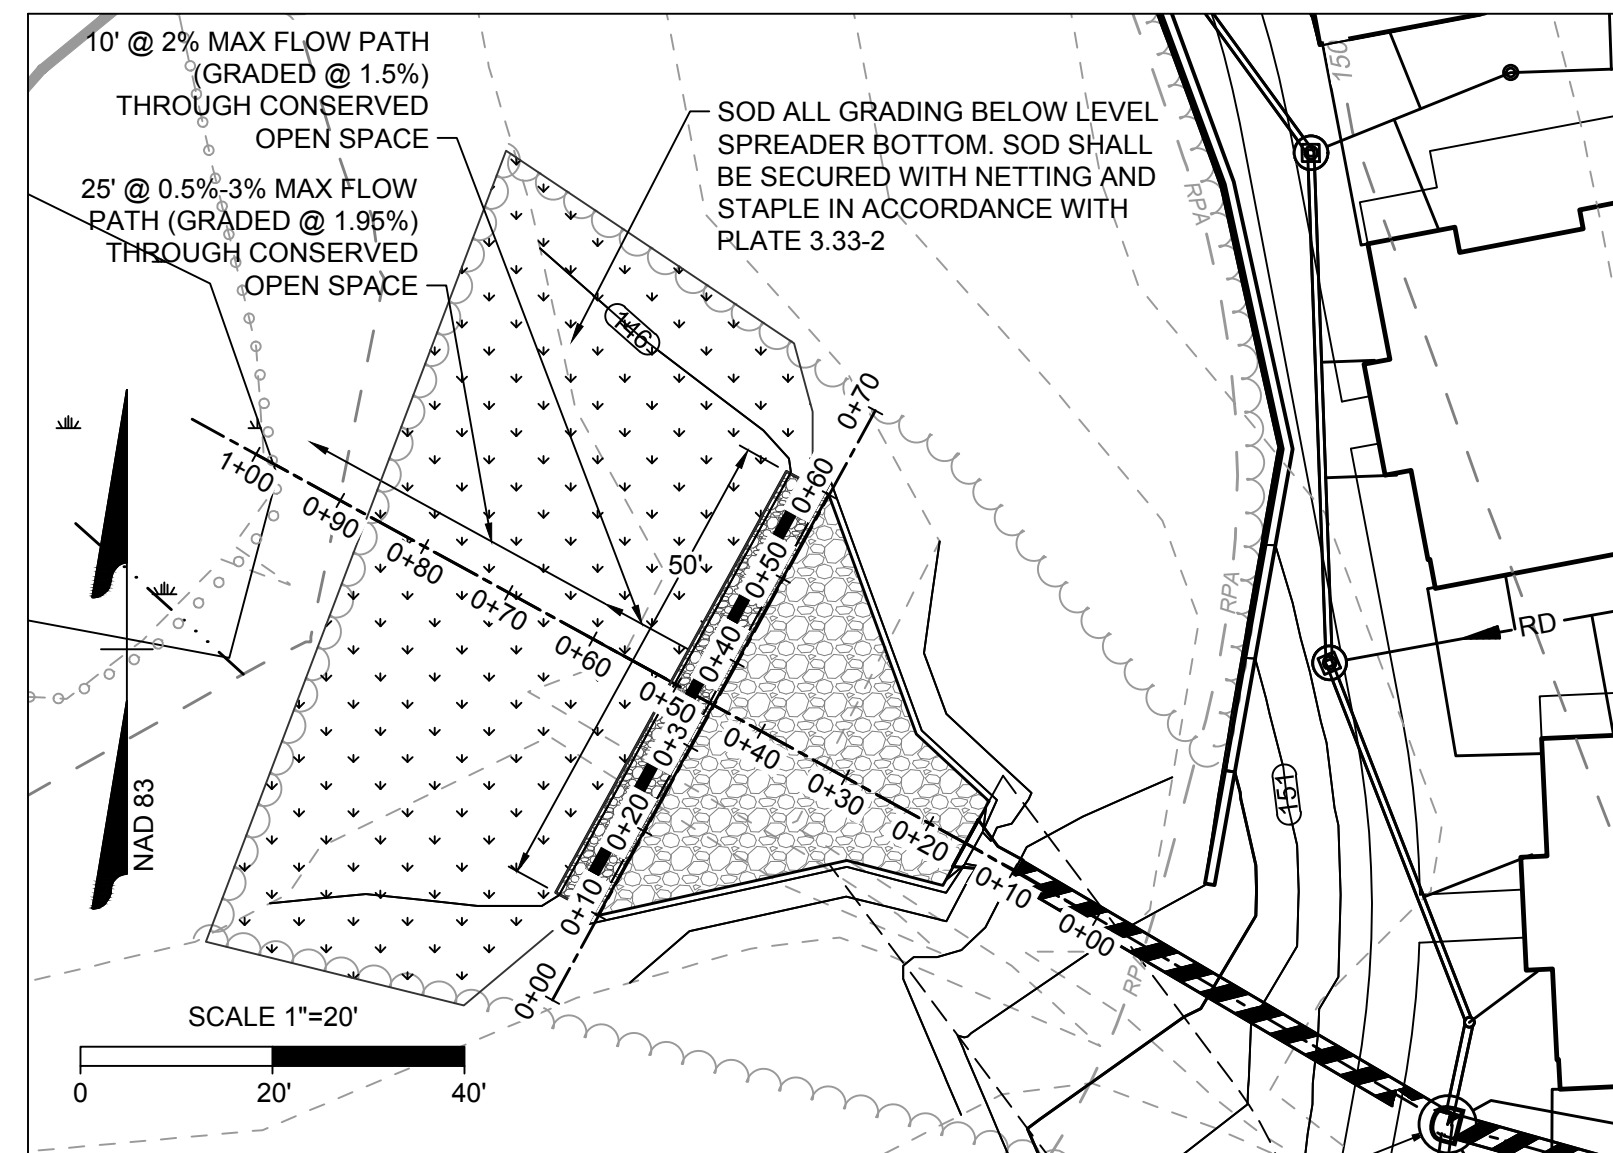 10' @ 2% MAX FLOW PATH
(GRADED @ 1.5%)
THROUGH CONSERVED
OPEN SPACE
25' @ 0.5%-3% MAX FLOW
PATH (GRADED @ 1.95%)
THROUGH CONSERVED
OPEN SPACE
SOD ALL GRADING BELOW LEVEL
SPREADER BOTTOM. SOD SHALL
BE SECURED WITH NETTING AND
STAPLE IN ACCORDANCE WITH
PLATE 3.33-2
150
RPA
146
0+70
0+60
0+50
0+40
0+3
0+20
0+10
0+00
50'
1+00
0+90
0+80
0+70
0+60
0+50
0+40
0+30
0+20
0+10
0+00
RPA
RD
151
RPA
NAD 83
SCALE 1"=20'
0
20'
40'